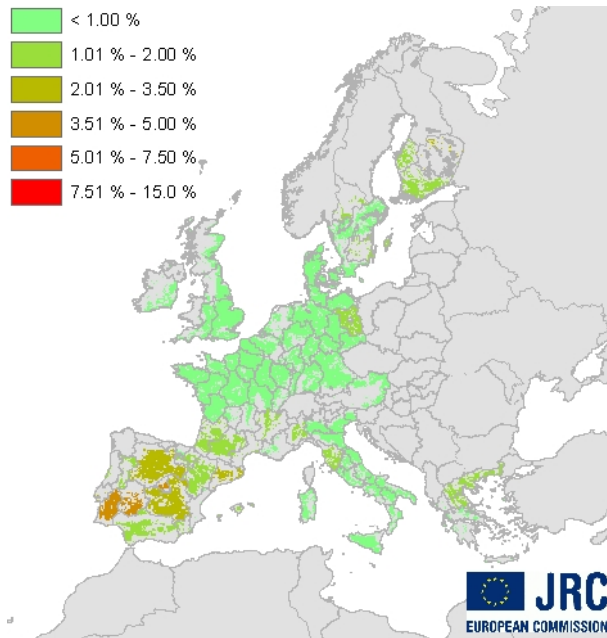 < 1.00 %
1.01 % - 2.00 %
2.01 % - 3.50 %
3.51 % - 5.00 %
5.01 % - 7.50 %
7.51 % - 15.0 %
JRC
EUROPEAN COMMISSION